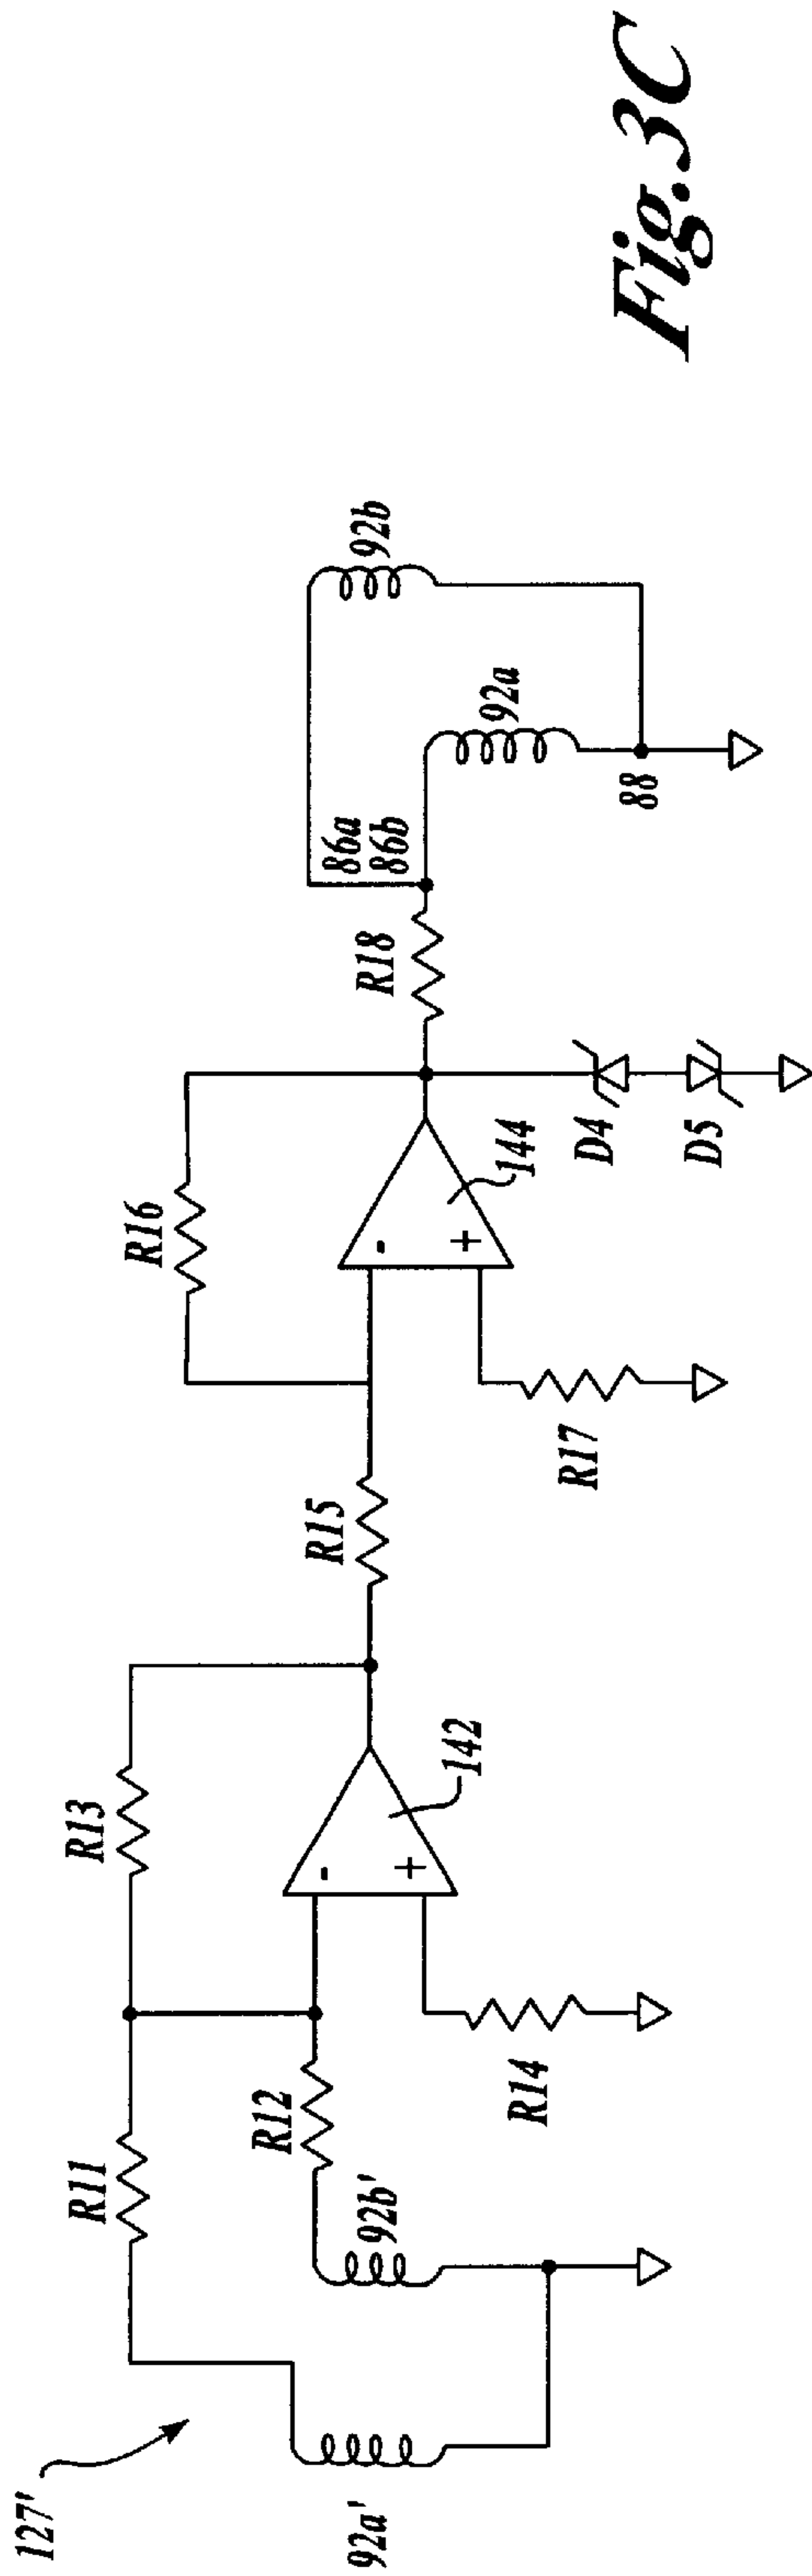 127'
92a'
R11
92b'
R12
R14
R13
-
+
142
R15
R16
R17
-
+
144
D4
D5
R18
86a
86b
92a
88
92b
Fig.3C